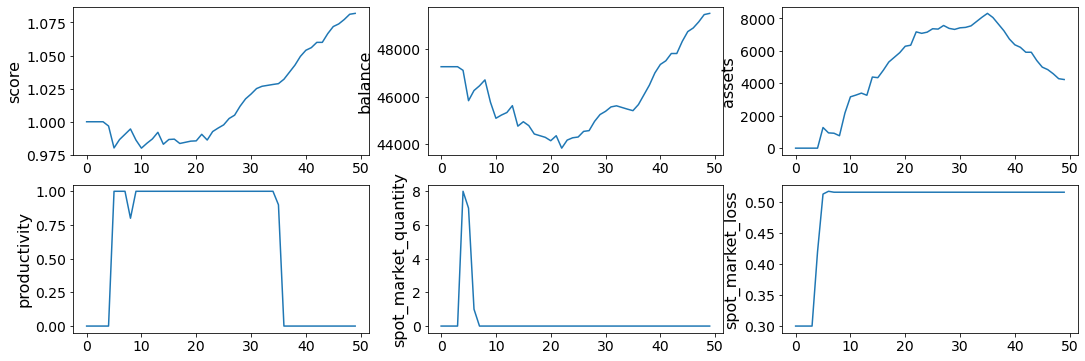 score
1.075
1.050
1.025
1.000
0.975
0 10 20 30 40 50
balance
48000
46000
44000
0 10 20 30 40 50
assets
8000
6000
4000
2000
0
0 10 20 30 40 50
productivity
1.00
0.75
0.50
0.25
0.00
0 10 20 30 40 50
spot_market_quantity
8
6
4
2
0
0 10 20 30 40 50
spot_market_loss
0.50
0.45
0.40
0.35
0.30
0 10 20 30 40 50